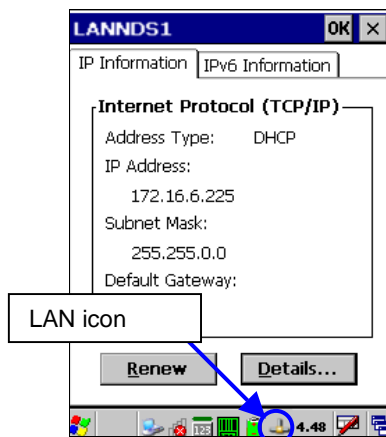 LANNDS1 OK ×
IP Information IPv6 Information
Internet Protocol (TCP/IP)
Address Type: DHCP
IP Address:
172.16.6.225
Subnet Mask:
255.255.0.0
Default Gateway:
LAN icon
Renew Details...
123 4.48